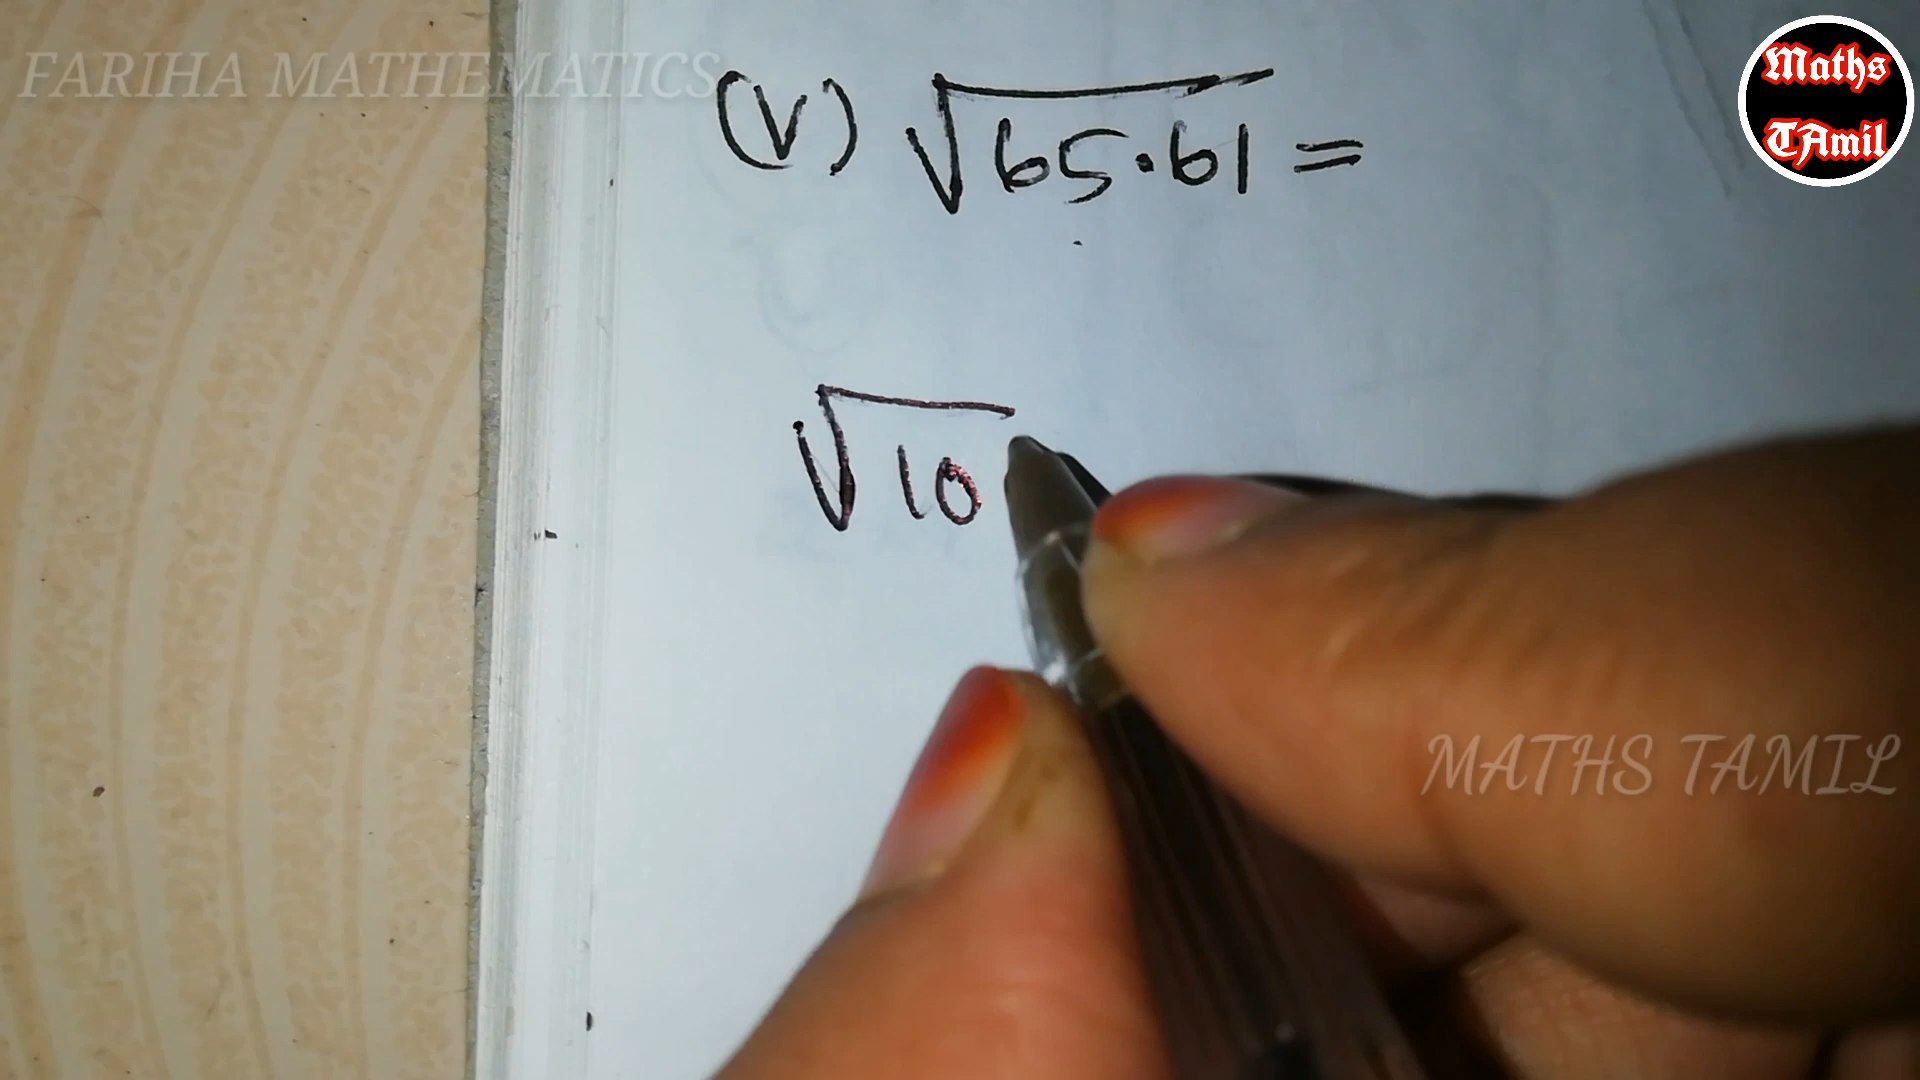 FARIHA MATHEMATICS
Maths
TAmil
(V) √65.61 =
√10
MATHS TAMIL